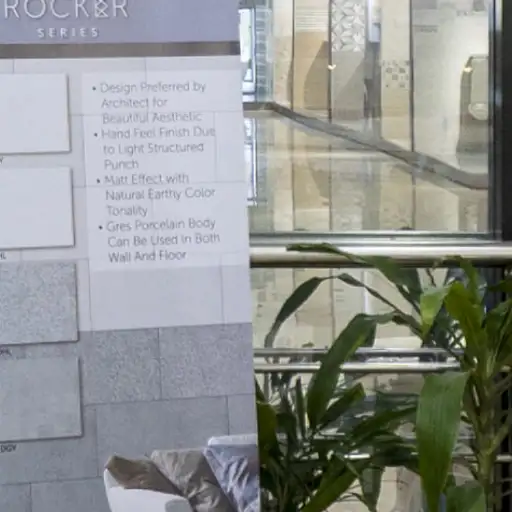 ROCKER
SERIES
• Design Preferred by
Architect for
Beautiful Aesthetic
• Hand Feel Finish Due
to Light Structured
Punch
• Matt Effect with
Natural Earthy Color
Tonality
• Gres Porcelain Body
Can Be Used In Both
Wall And Floor